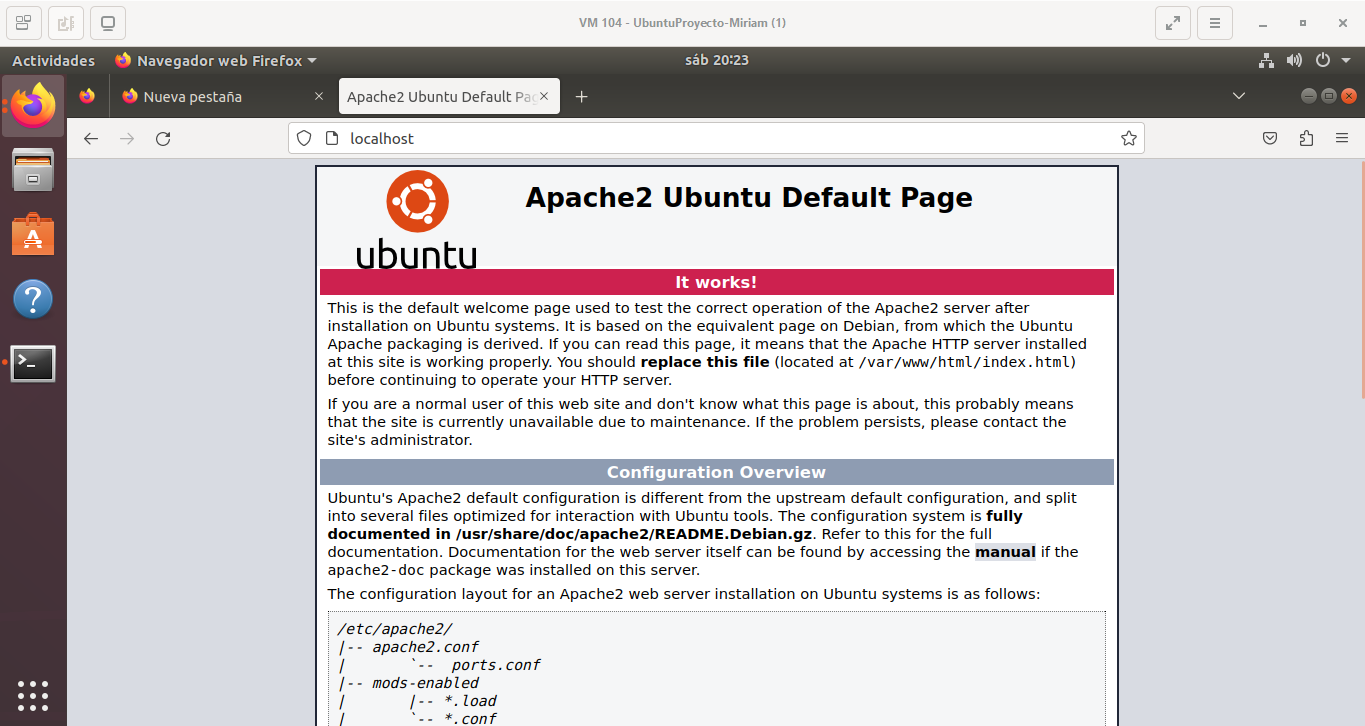 VM 104 - UbuntuProyecto-Miriam (1)
Actividades Navegador web Firefox sáb 20:23
Nueva pestaña Apache2 Ubuntu Default Pag
localhost
ubuntu
Apache2 Ubuntu Default Page
It works!
This is the default welcome page used to test the correct operation of the Apache2 server after
installation on Ubuntu systems. It is based on the equivalent page on Debian, from which the Ubuntu
Apache packaging is derived. If you can read this page, it means that the Apache HTTP server installed
at this site is working properly. You should replace this file (located at /var/www/html/index.html)
before continuing to operate your HTTP server.
If you are a normal user of this web site and don't know what this page is about, this probably means
that the site is currently unavailable due to maintenance. If the problem persists, please contact the
site's administrator.
Configuration Overview
Ubuntu's Apache2 default configuration is different from the upstream default configuration, and split
into several files optimized for interaction with Ubuntu tools. The configuration system is fully
documented in /usr/share/doc/apache2/README.Debian.gz. Refer to this for the full
documentation. Documentation for the web server itself can be found by accessing the manual if the
apache2-doc package was installed on this server.
The configuration layout for an Apache2 web server installation on Ubuntu systems is as follows:
/etc/apache2/
|-- apache2.conf
|       `--  ports.conf
|-- mods-enabled
|       |-- *.load
|       `-- *.conf